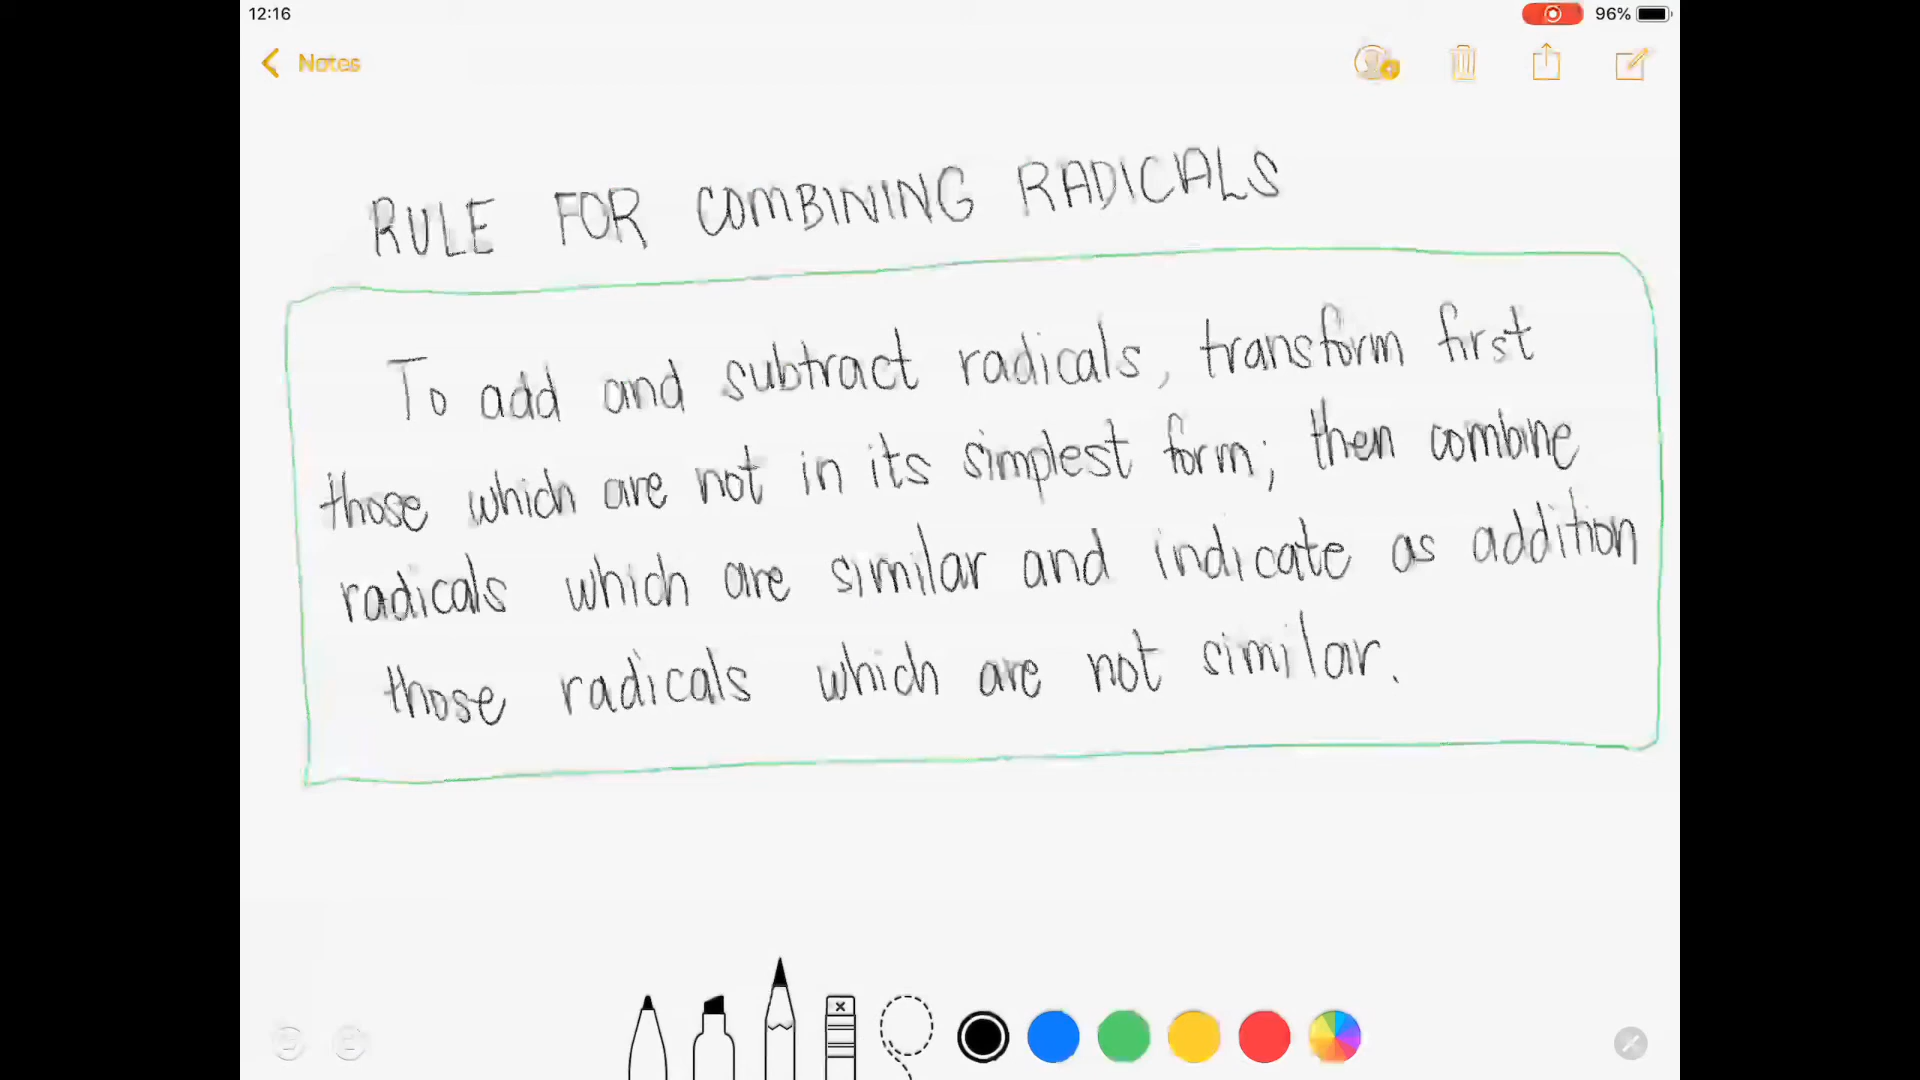 12:16
96%
Notes
RULE FOR COMBINING RADICALS
To add and subtract radicals, transform first
those which are not in its simplest form; then combine
radicals which are similar and indicate as addition
those radicals which are not similar.